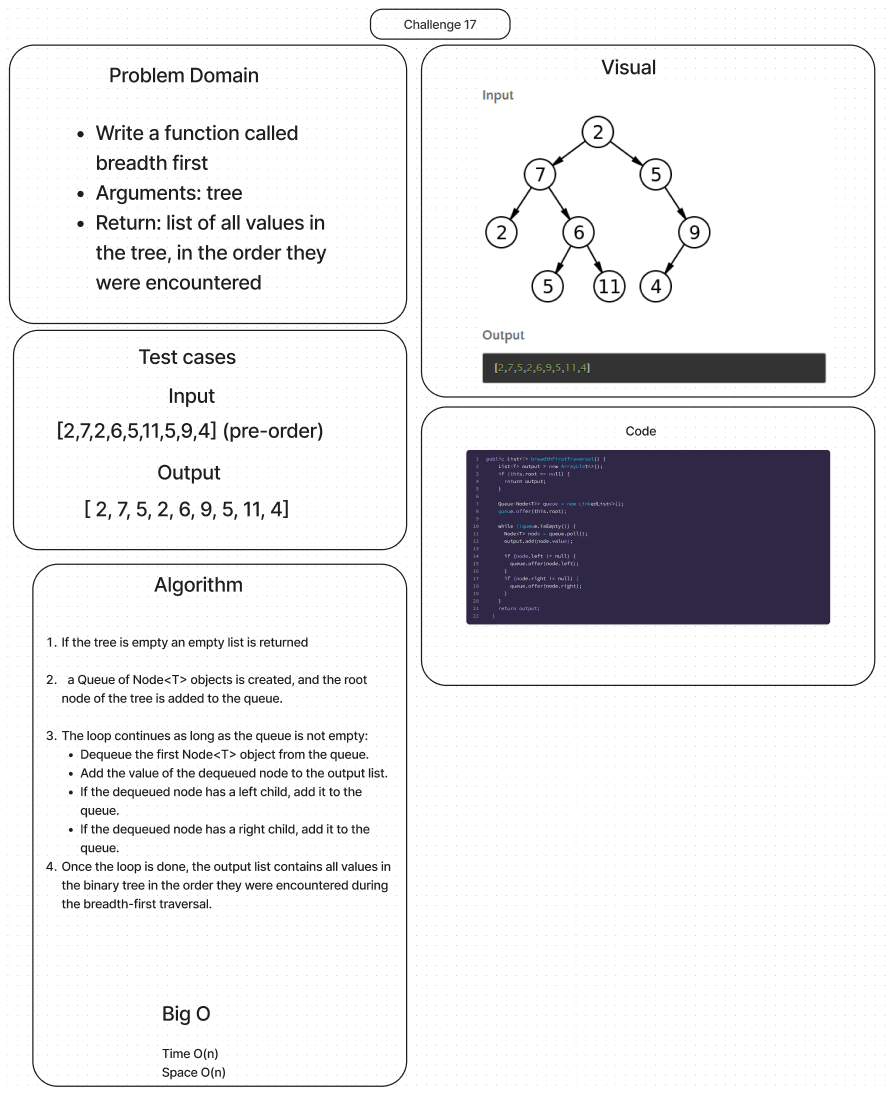 Challenge 17
Problem Domain
• Write a function called
breadth first
• Arguments: tree
• Return: list of all values in
the tree, in the order they
were encountered
Test cases
Input
[2,7,2,6,5,11,5,9,4] (pre-order)
Output
[ 2, 7, 5, 2, 6, 9, 5, 11, 4]
Algorithm
1. If the tree is empty an empty list is returned
2. a Queue of Node<T> objects is created, and the root
node of the tree is added to the queue.
3. The loop continues as long as the queue is not empty:
• Dequeue the first Node<T> object from the queue.
• Add the value of the dequeued node to the output list.
• If the dequeued node has a left child, add it to the
queue.
• If the dequeued node has a right child, add it to the
queue.
4. Once the loop is done, the output list contains all values in
the binary tree in the order they were encountered during
the breadth-first traversal.
Big O
Time O(n)
Space O(n)
Visual
Input
2
7 5
2 6 9
5 11 4
Output
[2,7,5,2,6,9,5,11,4]
Code
1 public List<T> breadthFirstTraversal() {
2 List<T> output = new ArrayList<>();
3 if (this.root == null) {
4 return output;
5 }
6
7 Queue<Node<T>> queue = new LinkedList<>();
8 queue.offer(this.root);
9
10 while (!queue.isEmpty()) {
11 Node<T> node = queue.poll();
12 output.add(node.value);
13
14 if (node.left != null) {
15 queue.offer(node.left);
16 }
17 if (node.right != null) {
18 queue.offer(node.right);
19 }
20 }
21 return output;
22 }